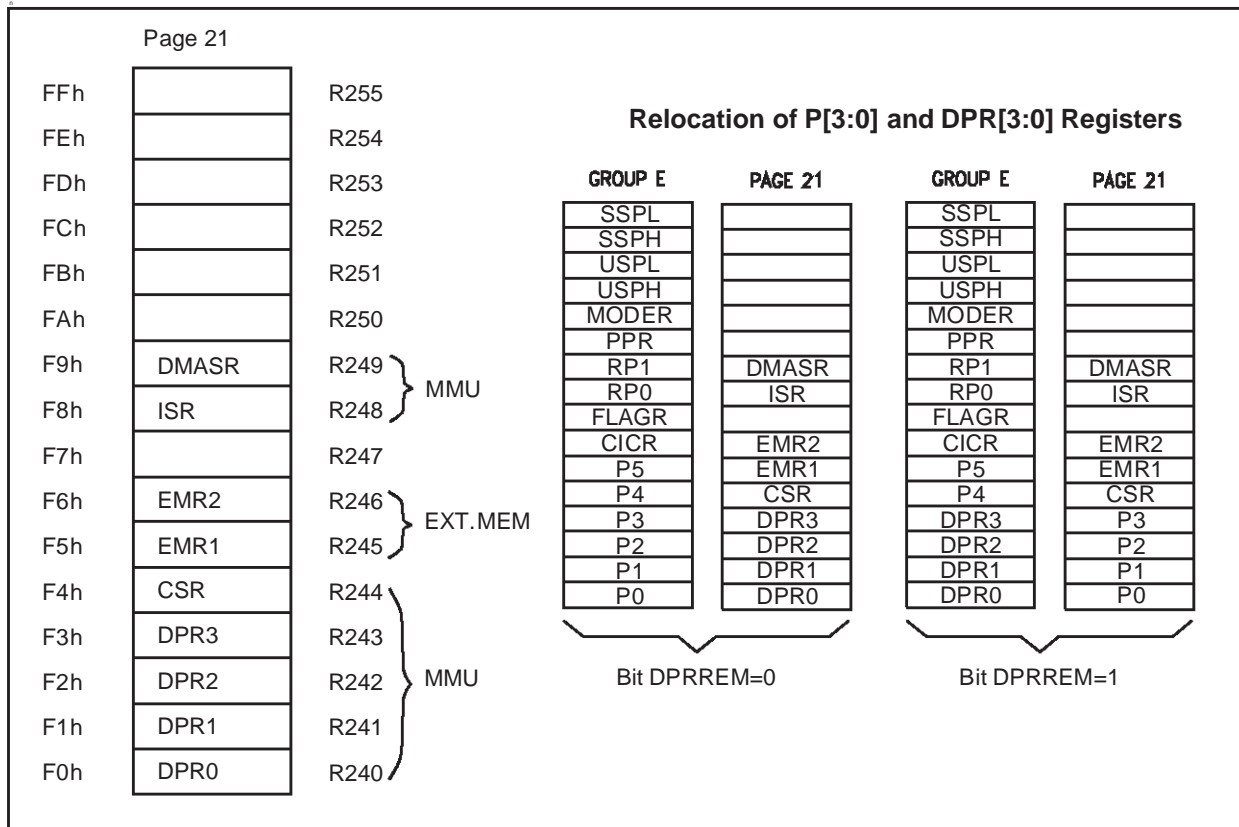 Page 21
FFh R255
FEh R254
FDh R253
FCh R252
FBh R251
FAh R250
F9h DMASR R249
F8h ISR R248
MMU
F7h R247
F6h EMR2 R246
F5h EMR1 R245
EXT.MEM
F4h CSR R244
F3h DPR3 R243
F2h DPR2 R242
MMU
F1h DPR1 R241
F0h DPR0 R240
Relocation of P[3:0] and DPR[3:0] Registers
GROUP E PAGE 21 GROUP E PAGE 21
SSPL SSPL
SSPH SSPH
USPL USPL
USPH USPH
MODER MODER
PPR PPR
RP1 DMASR RP1 DMASR
RP0 ISR RP0 ISR
FLAGR FLAGR
CICR EMR2 CICR EMR2
P5 EMR1 P5 EMR1
P4 CSR P4 CSR
P3 DPR3 DPR3 P3
P2 DPR2 DPR2 P2
P1 DPR1 DPR1 P1
P0 DPR0 DPR0 P0
Bit DPRREM=0 Bit DPRREM=1